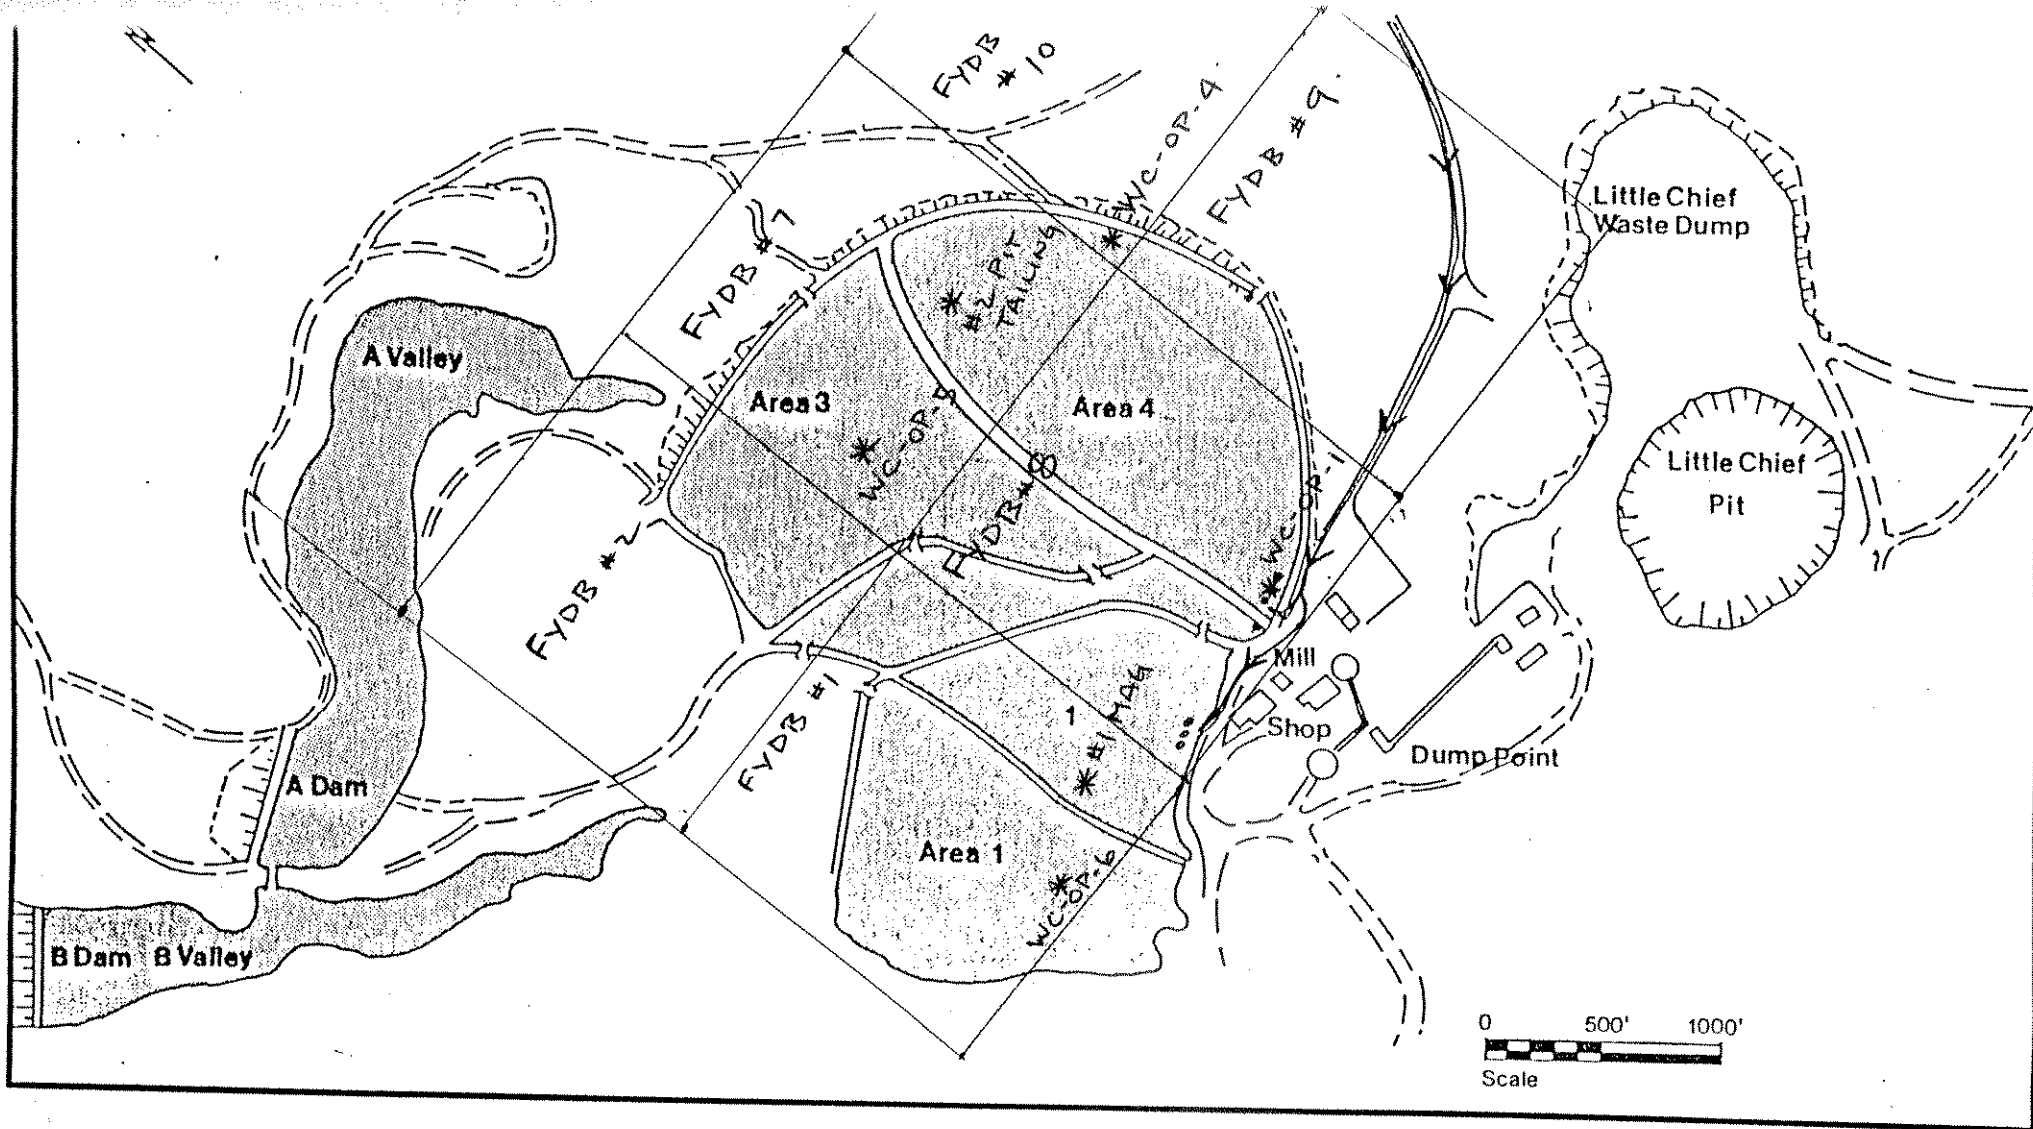 N
FYDB
# 10
WC-OP-4
FYDB #9
Little Chief
Waste Dump
FYDB #7
#2 PIT
TAILING
A Valley
Area 3
WC-OP-5
Area 4
Little Chief
Pit
FYDB #8
WC-OP-1
FYDB #2
Mill
FYDB #1
1
#1 MAG
Shop
Dump Point
A Dam
Area 1
WC-OP-6
B Dam
B Valley
0 500' 1000'
Scale